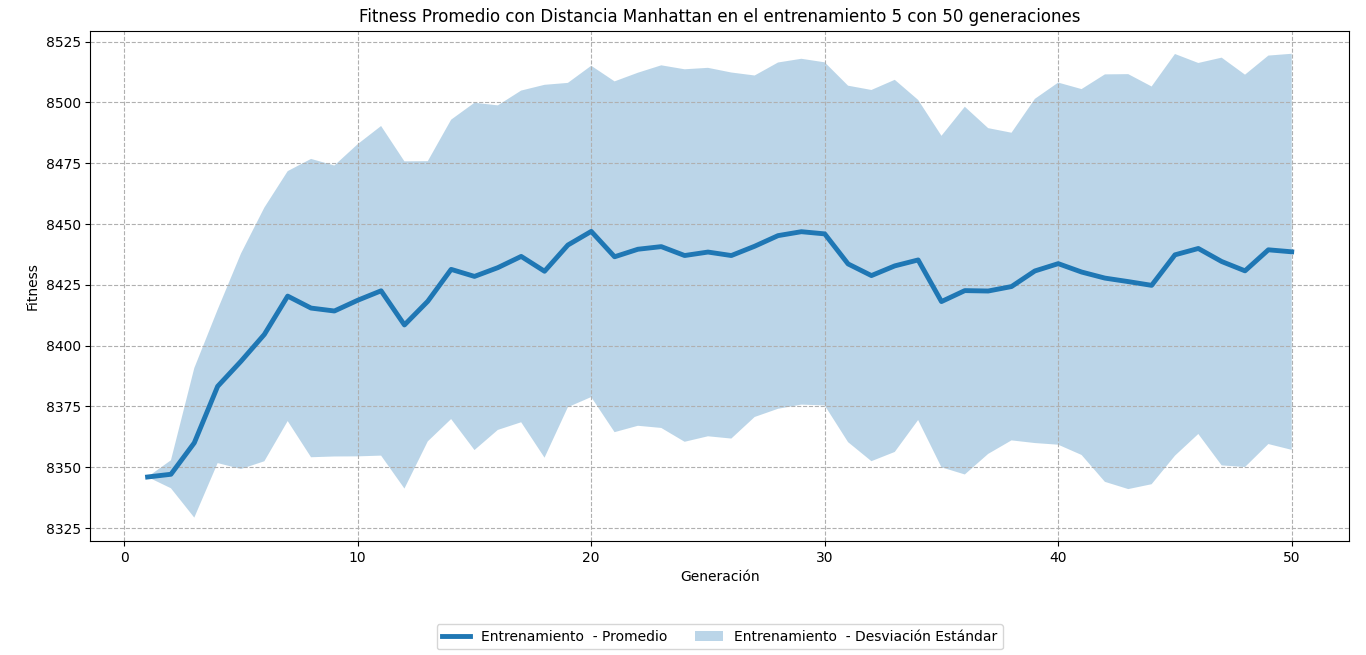 Fitness Promedio con Distancia Manhattan en el entrenamiento 5 con 50 generaciones
8525
8500
8475
8450
8425
8400
8375
8350
8325
Fitness
0 10 20 30 40 50
Generación
Entrenamiento  - Promedio Entrenamiento  - Desviación Estándar